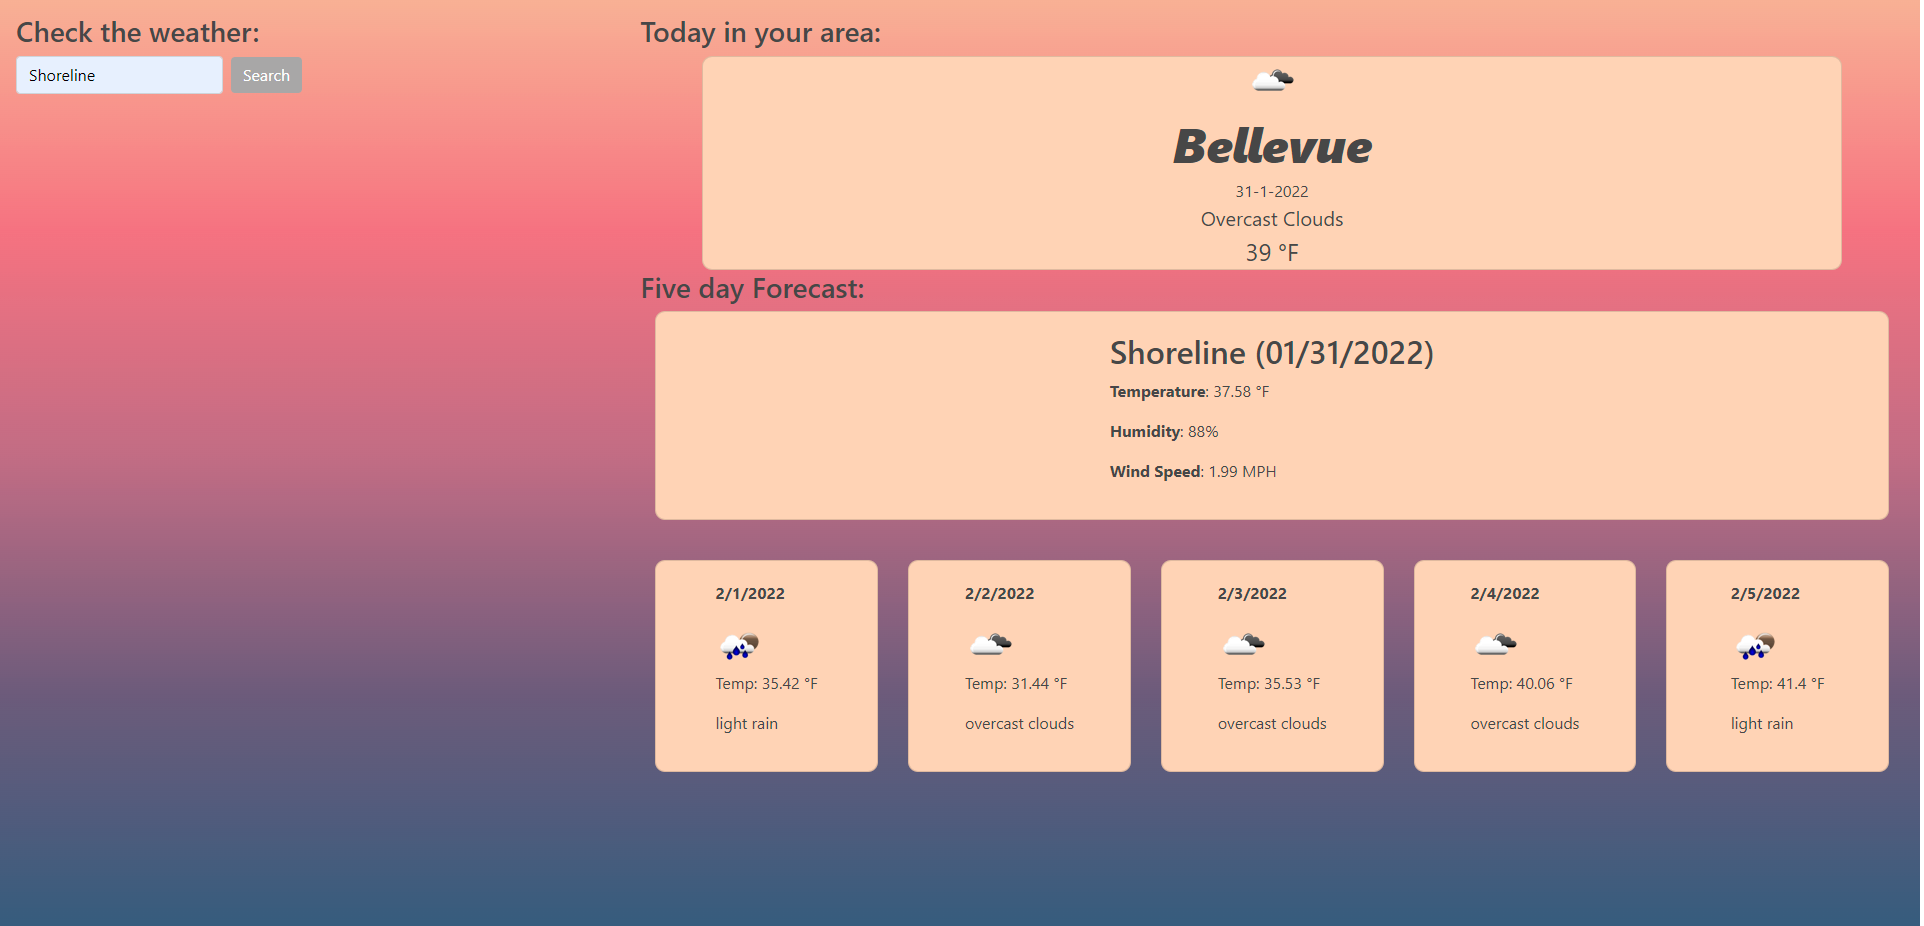 Check the weather:
Shoreline
Search
Today in your area:
Bellevue
31-1-2022
Overcast Clouds
39 °F
Five day Forecast:
Shoreline (01/31/2022)
Temperature: 37.58 °F
Humidity: 88%
Wind Speed: 1.99 MPH
2/1/2022
Temp: 35.42 °F
light rain
2/2/2022
Temp: 31.44 °F
overcast clouds
2/3/2022
Temp: 35.53 °F
overcast clouds
2/4/2022
Temp: 40.06 °F
overcast clouds
2/5/2022
Temp: 41.4 °F
light rain